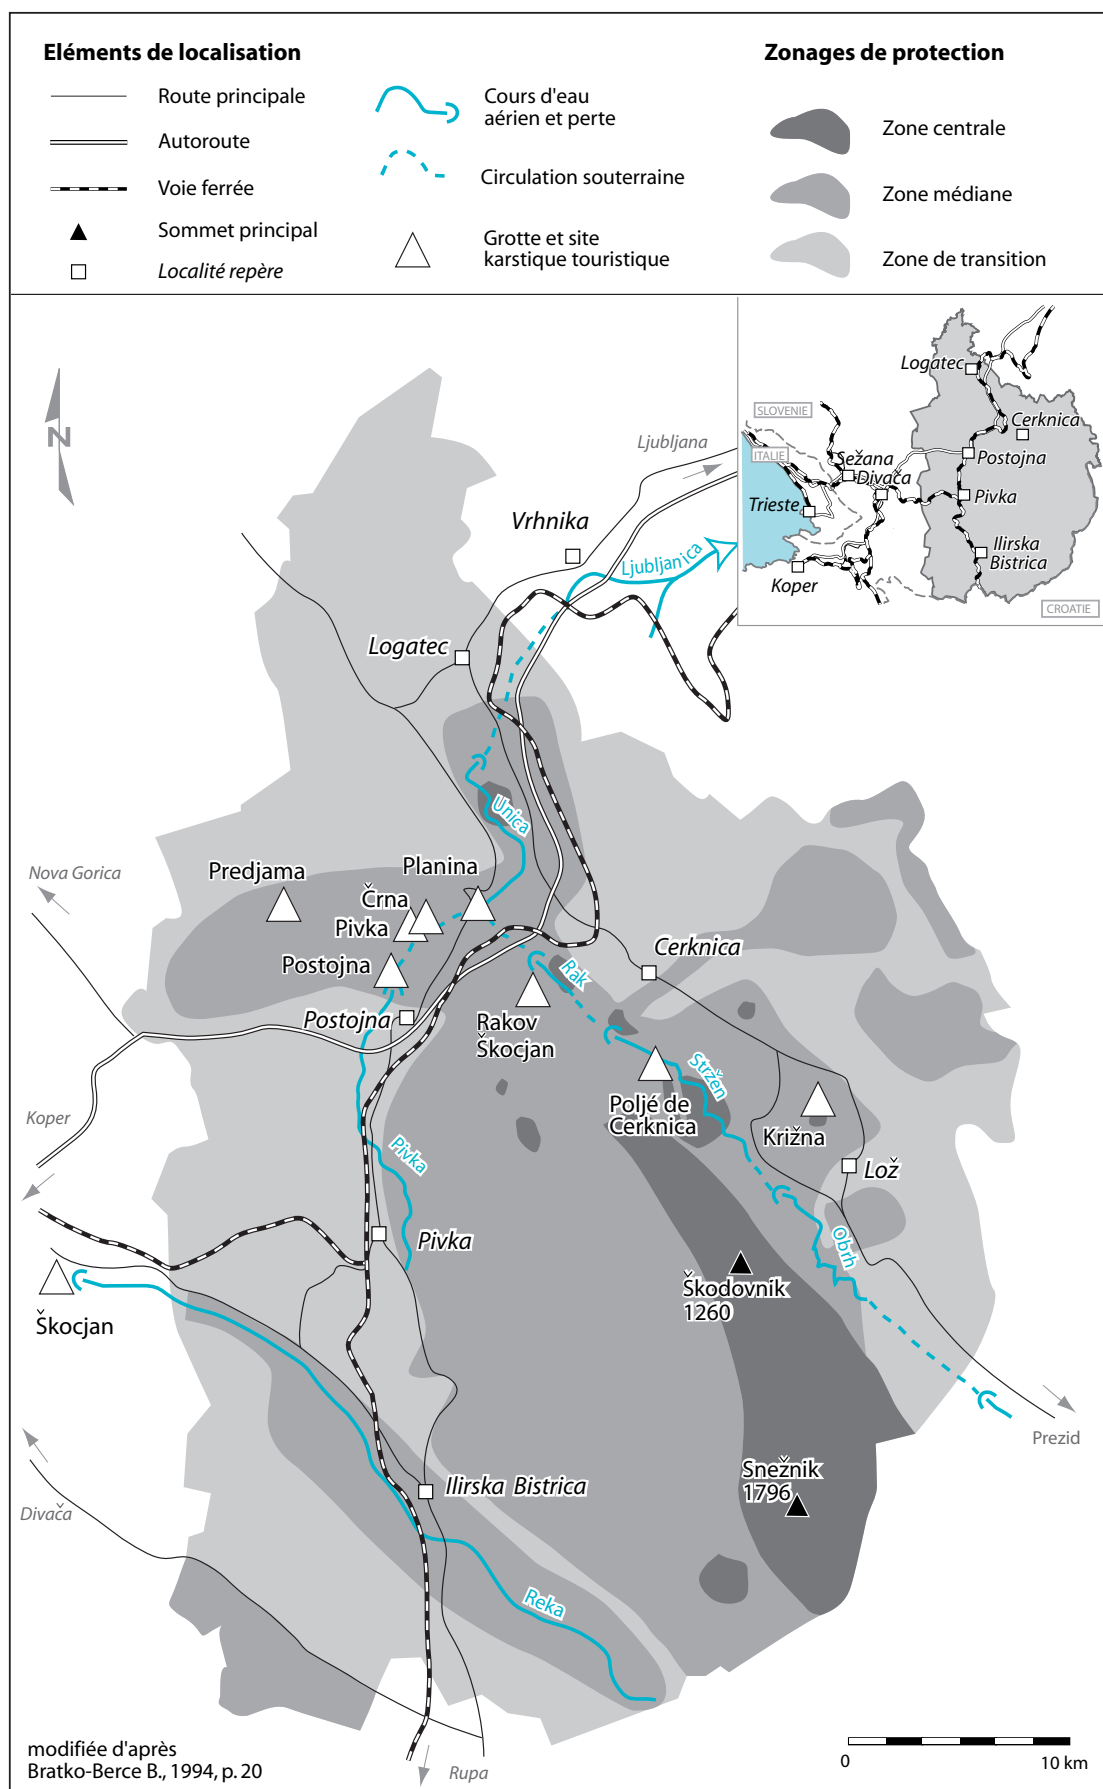 Eléments de localisation
Route principale
Autoroute
Voie ferrée
Sommet principal
Localité repère
Cours d'eau
aérien et perte
Circulation souterraine
Grotte et site
karstique touristique
Zonages de protection
Zone centrale
Zone médiane
Zone de transition
N
Logatec
SLOVENIE
Cerknica
ITALIE
Sežana
Postojna
Divača
Trieste
Pivka
Ilirska
Bistrica
Koper
CROATIE
Ljubljana
Vrhnika
Ljubljanica
Logatec
Unica
Nova Gorica
Predjama
Planina
Črna
Pivka
Postojna
Cerknica
Rak
Postojna
Rakov
Škocjan
Stržen
Poljé de
Cerknica
Križna
Koper
Pivka
Lož
Pivka
Obrh
Škodovnik
1260
Škocjan
Prezid
Snežnik
1796
Ilirska Bistrica
Divača
Reka
modifiée d'après
Bratko-Berce B., 1994, p. 20
Rupa
0 10 km